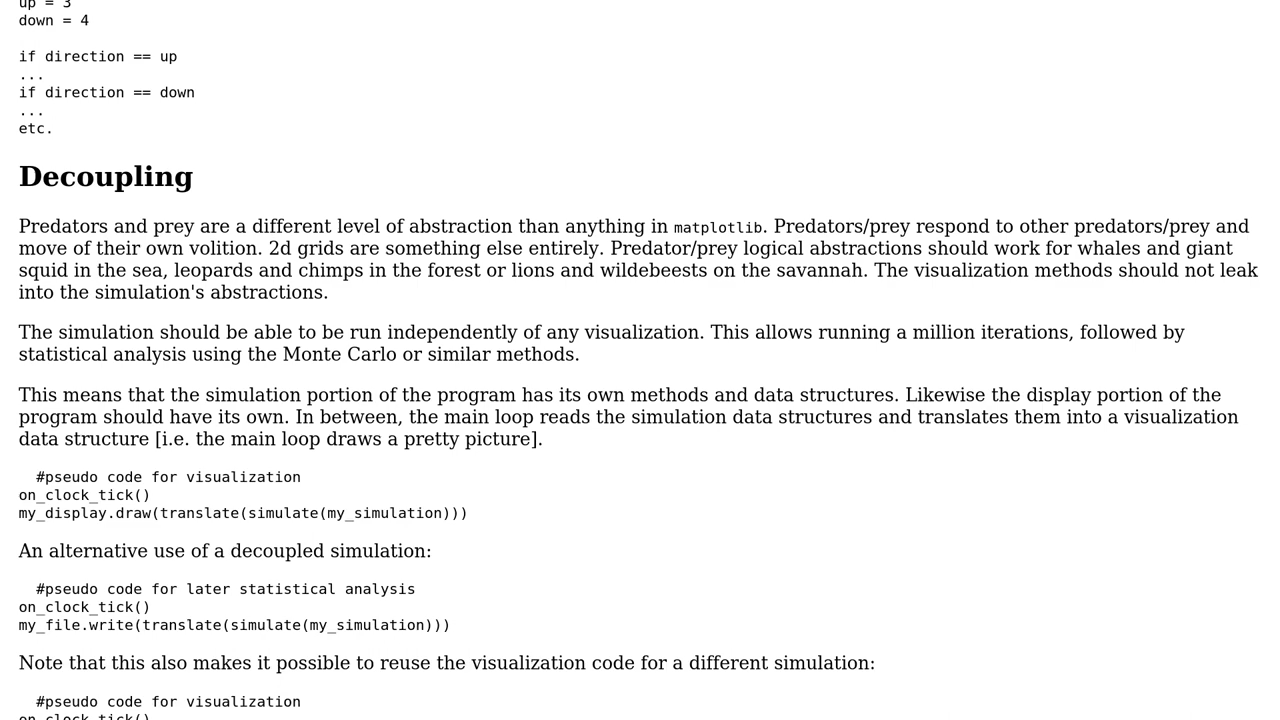 up = 3
down = 4
if direction == up
...
if direction == down
...
etc.
Decoupling
Predators and prey are a different level of abstraction than anything in matplotlib. Predators/prey respond to other predators/prey and
move of their own volition. 2d grids are something else entirely. Predator/prey logical abstractions should work for whales and giant
squid in the sea, leopards and chimps in the forest or lions and wildebeests on the savannah. The visualization methods should not leak
into the simulation's abstractions.
The simulation should be able to be run independently of any visualization. This allows running a million iterations, followed by
statistical analysis using the Monte Carlo or similar methods.
This means that the simulation portion of the program has its own methods and data structures. Likewise the display portion of the
program should have its own. In between, the main loop reads the simulation data structures and translates them into a visualization
data structure [i.e. the main loop draws a pretty picture].
#pseudo code for visualization
on_clock_tick()
my_display.draw(translate(simulate(my_simulation)))
An alternative use of a decoupled simulation:
#pseudo code for later statistical analysis
on_clock_tick()
my_file.write(translate(simulate(my_simulation)))
Note that this also makes it possible to reuse the visualization code for a different simulation:
#pseudo code for visualization
on_clock_tick()